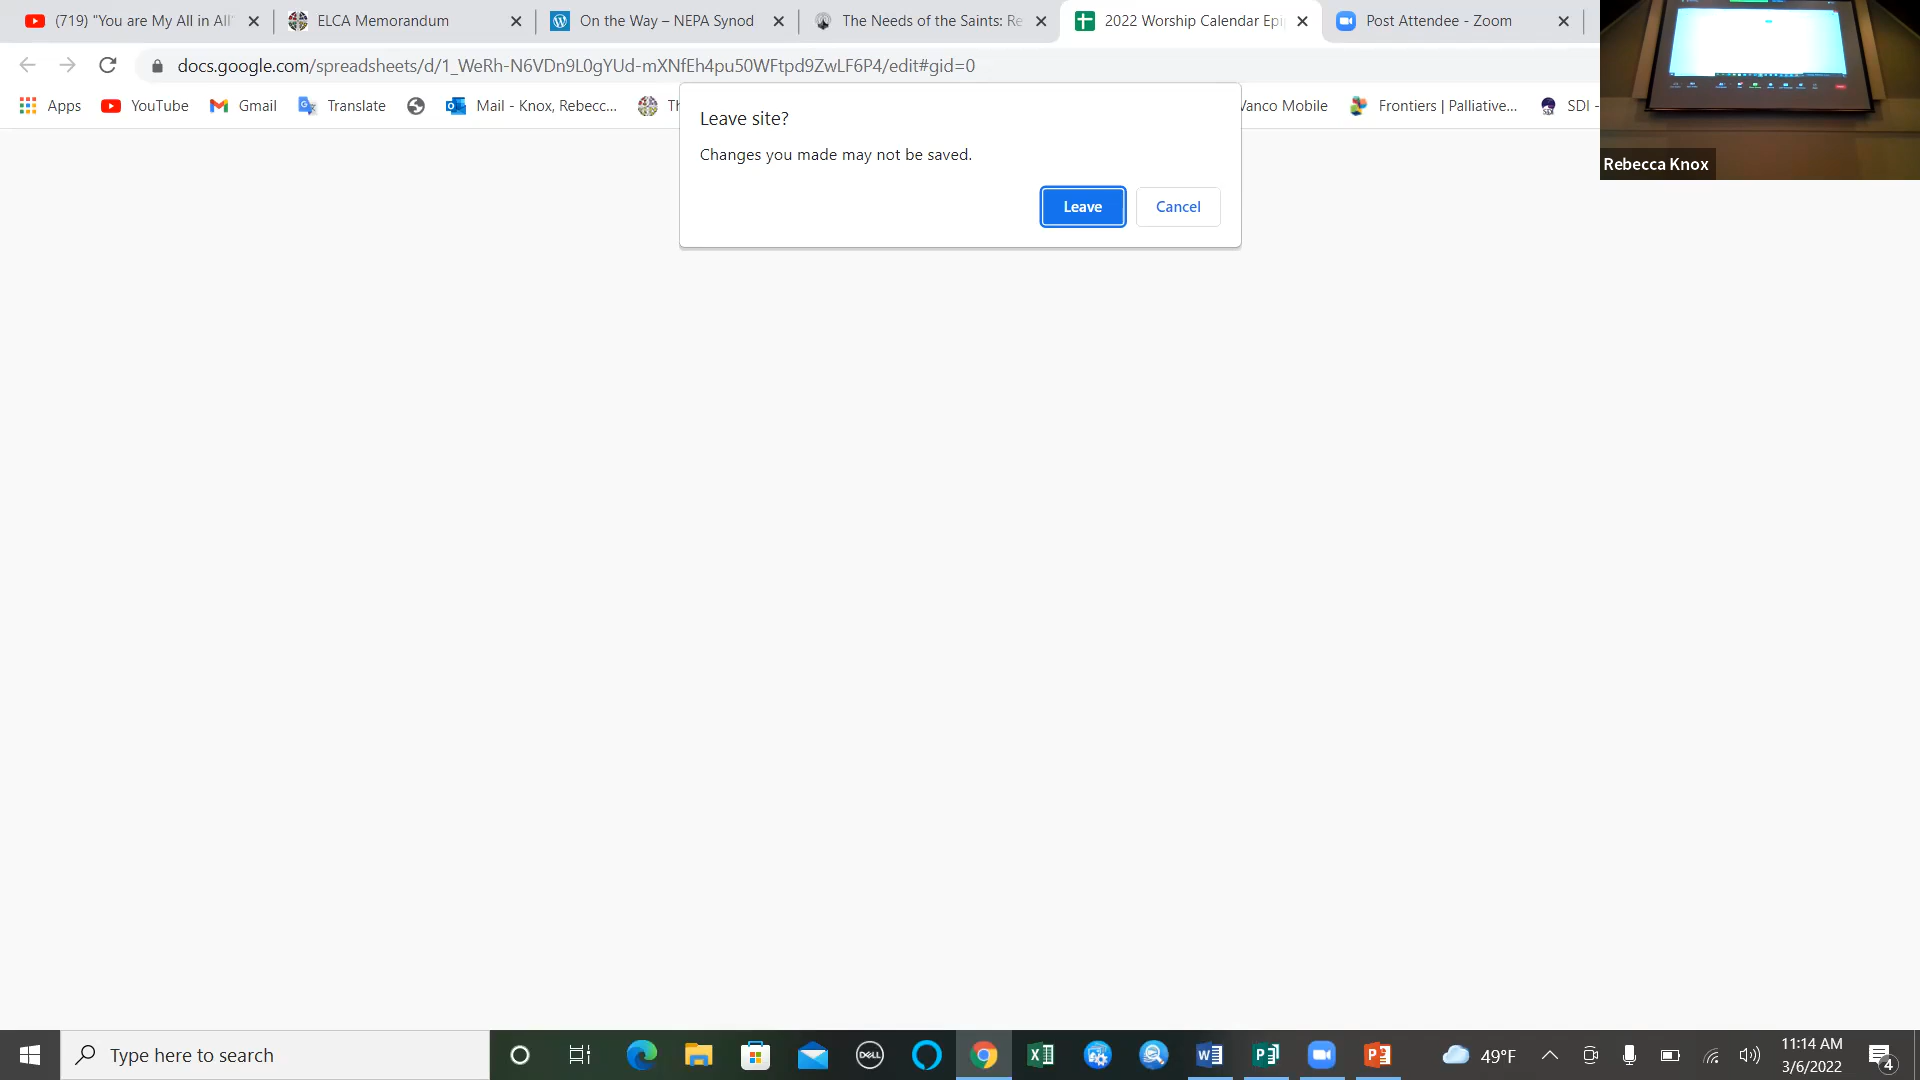 (719) "You are My All in All"
ELCA Memorandum
On the Way – NEPA Synod
The Needs of the Saints: Re
2022 Worship Calendar Epi
Post Attendee - Zoom
docs.google.com/spreadsheets/d/1_WeRh-N6VDn9L0gYUd-mXNfEh4pu50WFtpd9ZwLF6P4/edit#gid=0
Apps
YouTube
Gmail
Translate
Mail - Knox, Rebecc...
Th
Vanco Mobile
Frontiers | Palliative...
SDI -
Leave site?
Changes you made may not be saved.
Leave
Cancel
Rebecca Knox
Type here to search
DELL
49°F
11:14 AM
3/6/2022
4